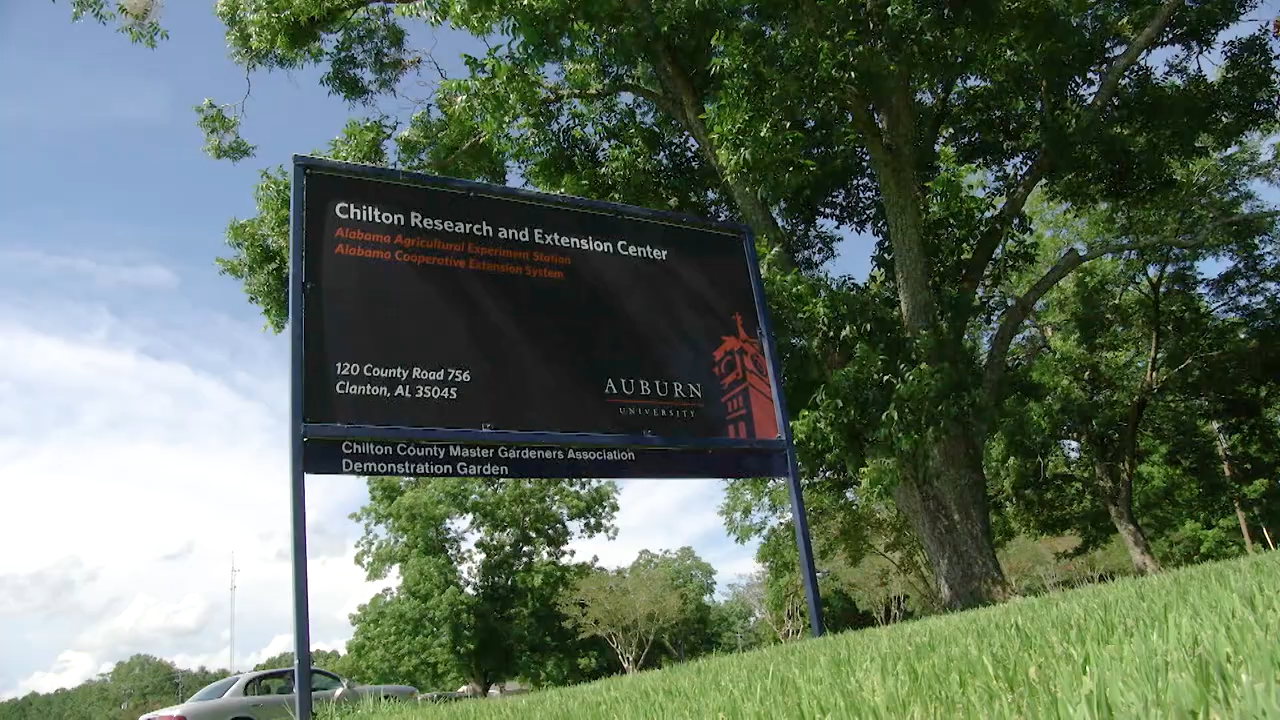 Chilton Research and Extension Center
Alabama Agricultural Experiment Station
Alabama Cooperative Extension System
120 County Road 756
Clanton, AL 35045
AUBURN
UNIVERSITY
Chilton County Master Gardeners Association
Demonstration Garden